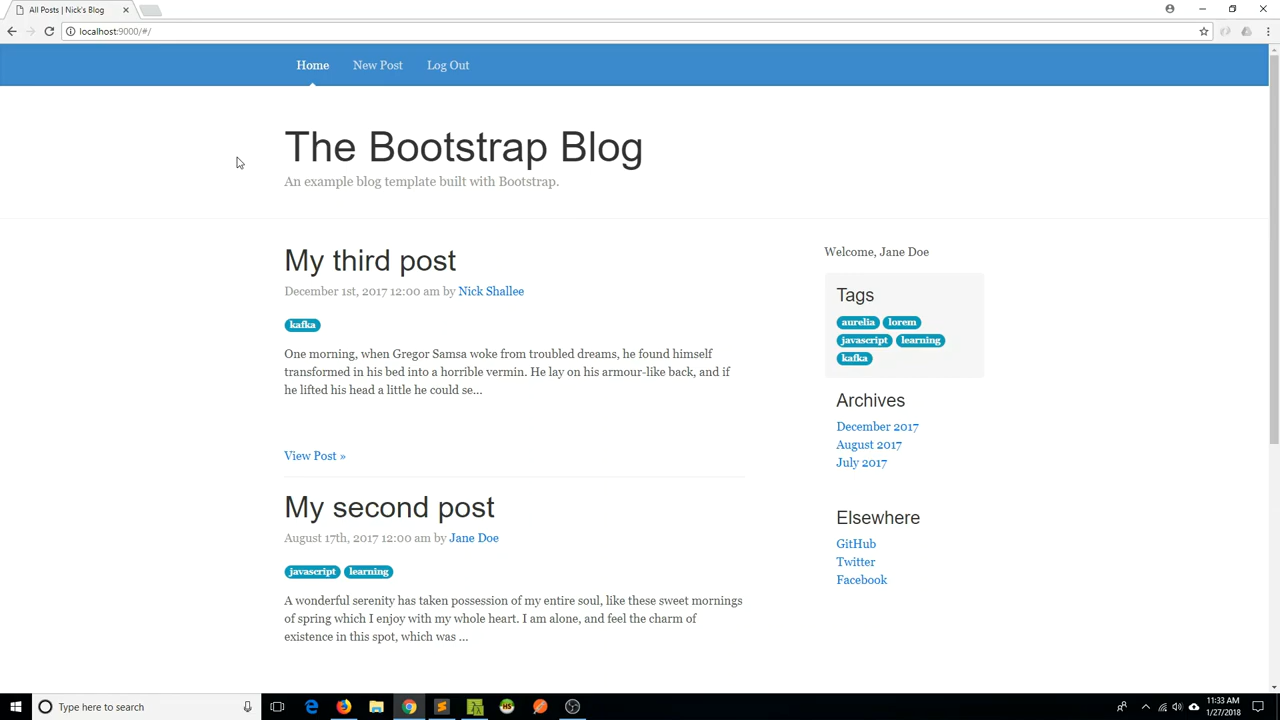 All Posts | Nick's Blog
localhost:9000/#/
Home New Post Log Out
The Bootstrap Blog
An example blog template built with Bootstrap.
My third post
December 1st, 2017 12:00 am by Nick Shallee
kafka
One morning, when Gregor Samsa woke from troubled dreams, he found himself
transformed in his bed into a horrible vermin. He lay on his armour-like back, and if
he lifted his head a little he could se...
View Post »
My second post
August 17th, 2017 12:00 am by Jane Doe
javascript learning
A wonderful serenity has taken possession of my entire soul, like these sweet mornings
of spring which I enjoy with my whole heart. I am alone, and feel the charm of
existence in this spot, which was ...
Welcome, Jane Doe
Tags
aurelia lorem
javascript learning
kafka
Archives
December 2017
August 2017
July 2017
Elsewhere
GitHub
Twitter
Facebook
Type here to search
HS
11:33 AM
1/27/2018